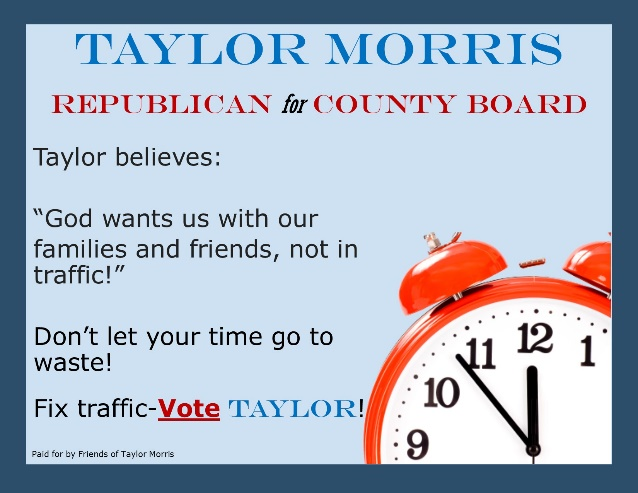 TAYLOR MORRIS
REPUBLICAN for COUNTY BOARD
Taylor believes:
“God wants us with our
families and friends, not in
traffic!”
Don’t let your time go to
waste!
Fix traffic-Vote TAYLOR!
Paid for by Friends of Taylor Morris
12
11
1
10
9